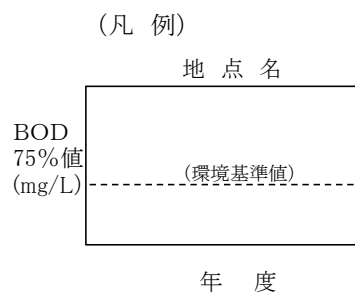 (凡 例)
地 点 名
BOD
75%値
(mg/L)
(環境基準値)
年 度